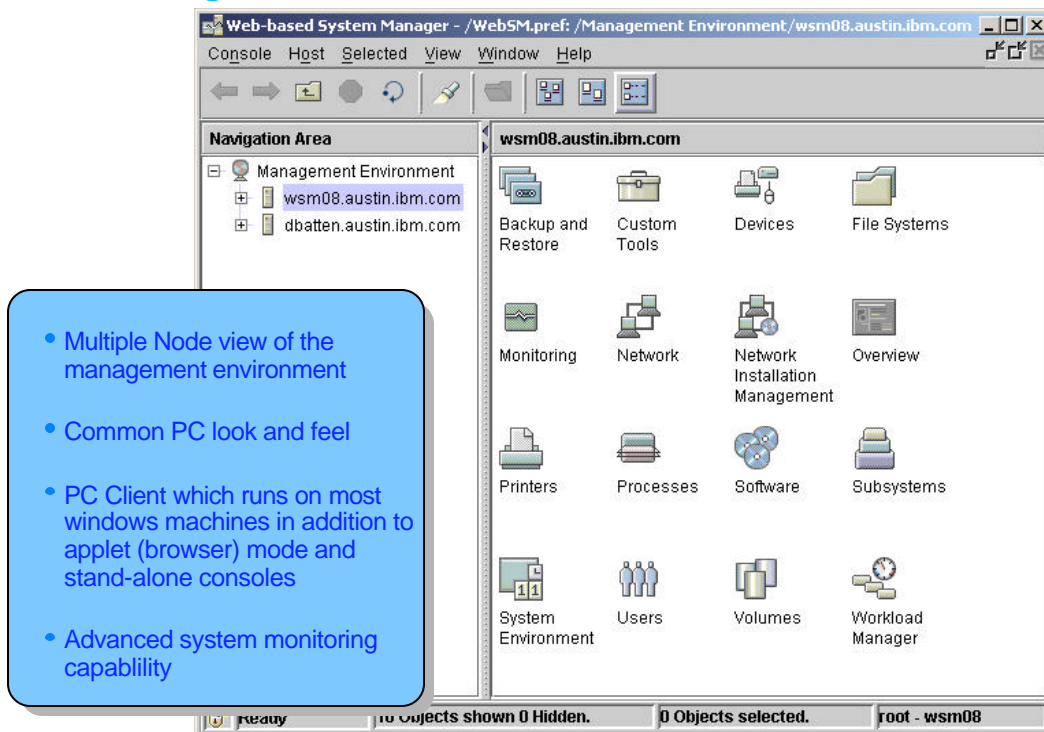 Web-based System Manager - /WebSM.pref: /Management Environment/wsm08.austin.ibm.com
Console Host Selected View Window Help
Navigation Area
wsm08.austin.ibm.com
Management Environment
wsm08.austin.ibm.com
dbatten.austin.ibm.com
Backup and
Restore
Custom
Tools
Devices
File Systems
Monitoring
Network
Network
Installation
Management
Overview
Printers
Processes
Software
Subsystems
System
Environment
Users
Volumes
Workload
Manager
• Multiple Node view of the
management environment
• Common PC look and feel
• PC Client which runs on most
windows machines in addition to
applet (browser) mode and
stand-alone consoles
• Advanced system monitoring
capablility
Ready
Objects shown 0 Hidden.
0 Objects selected.
root - wsm08